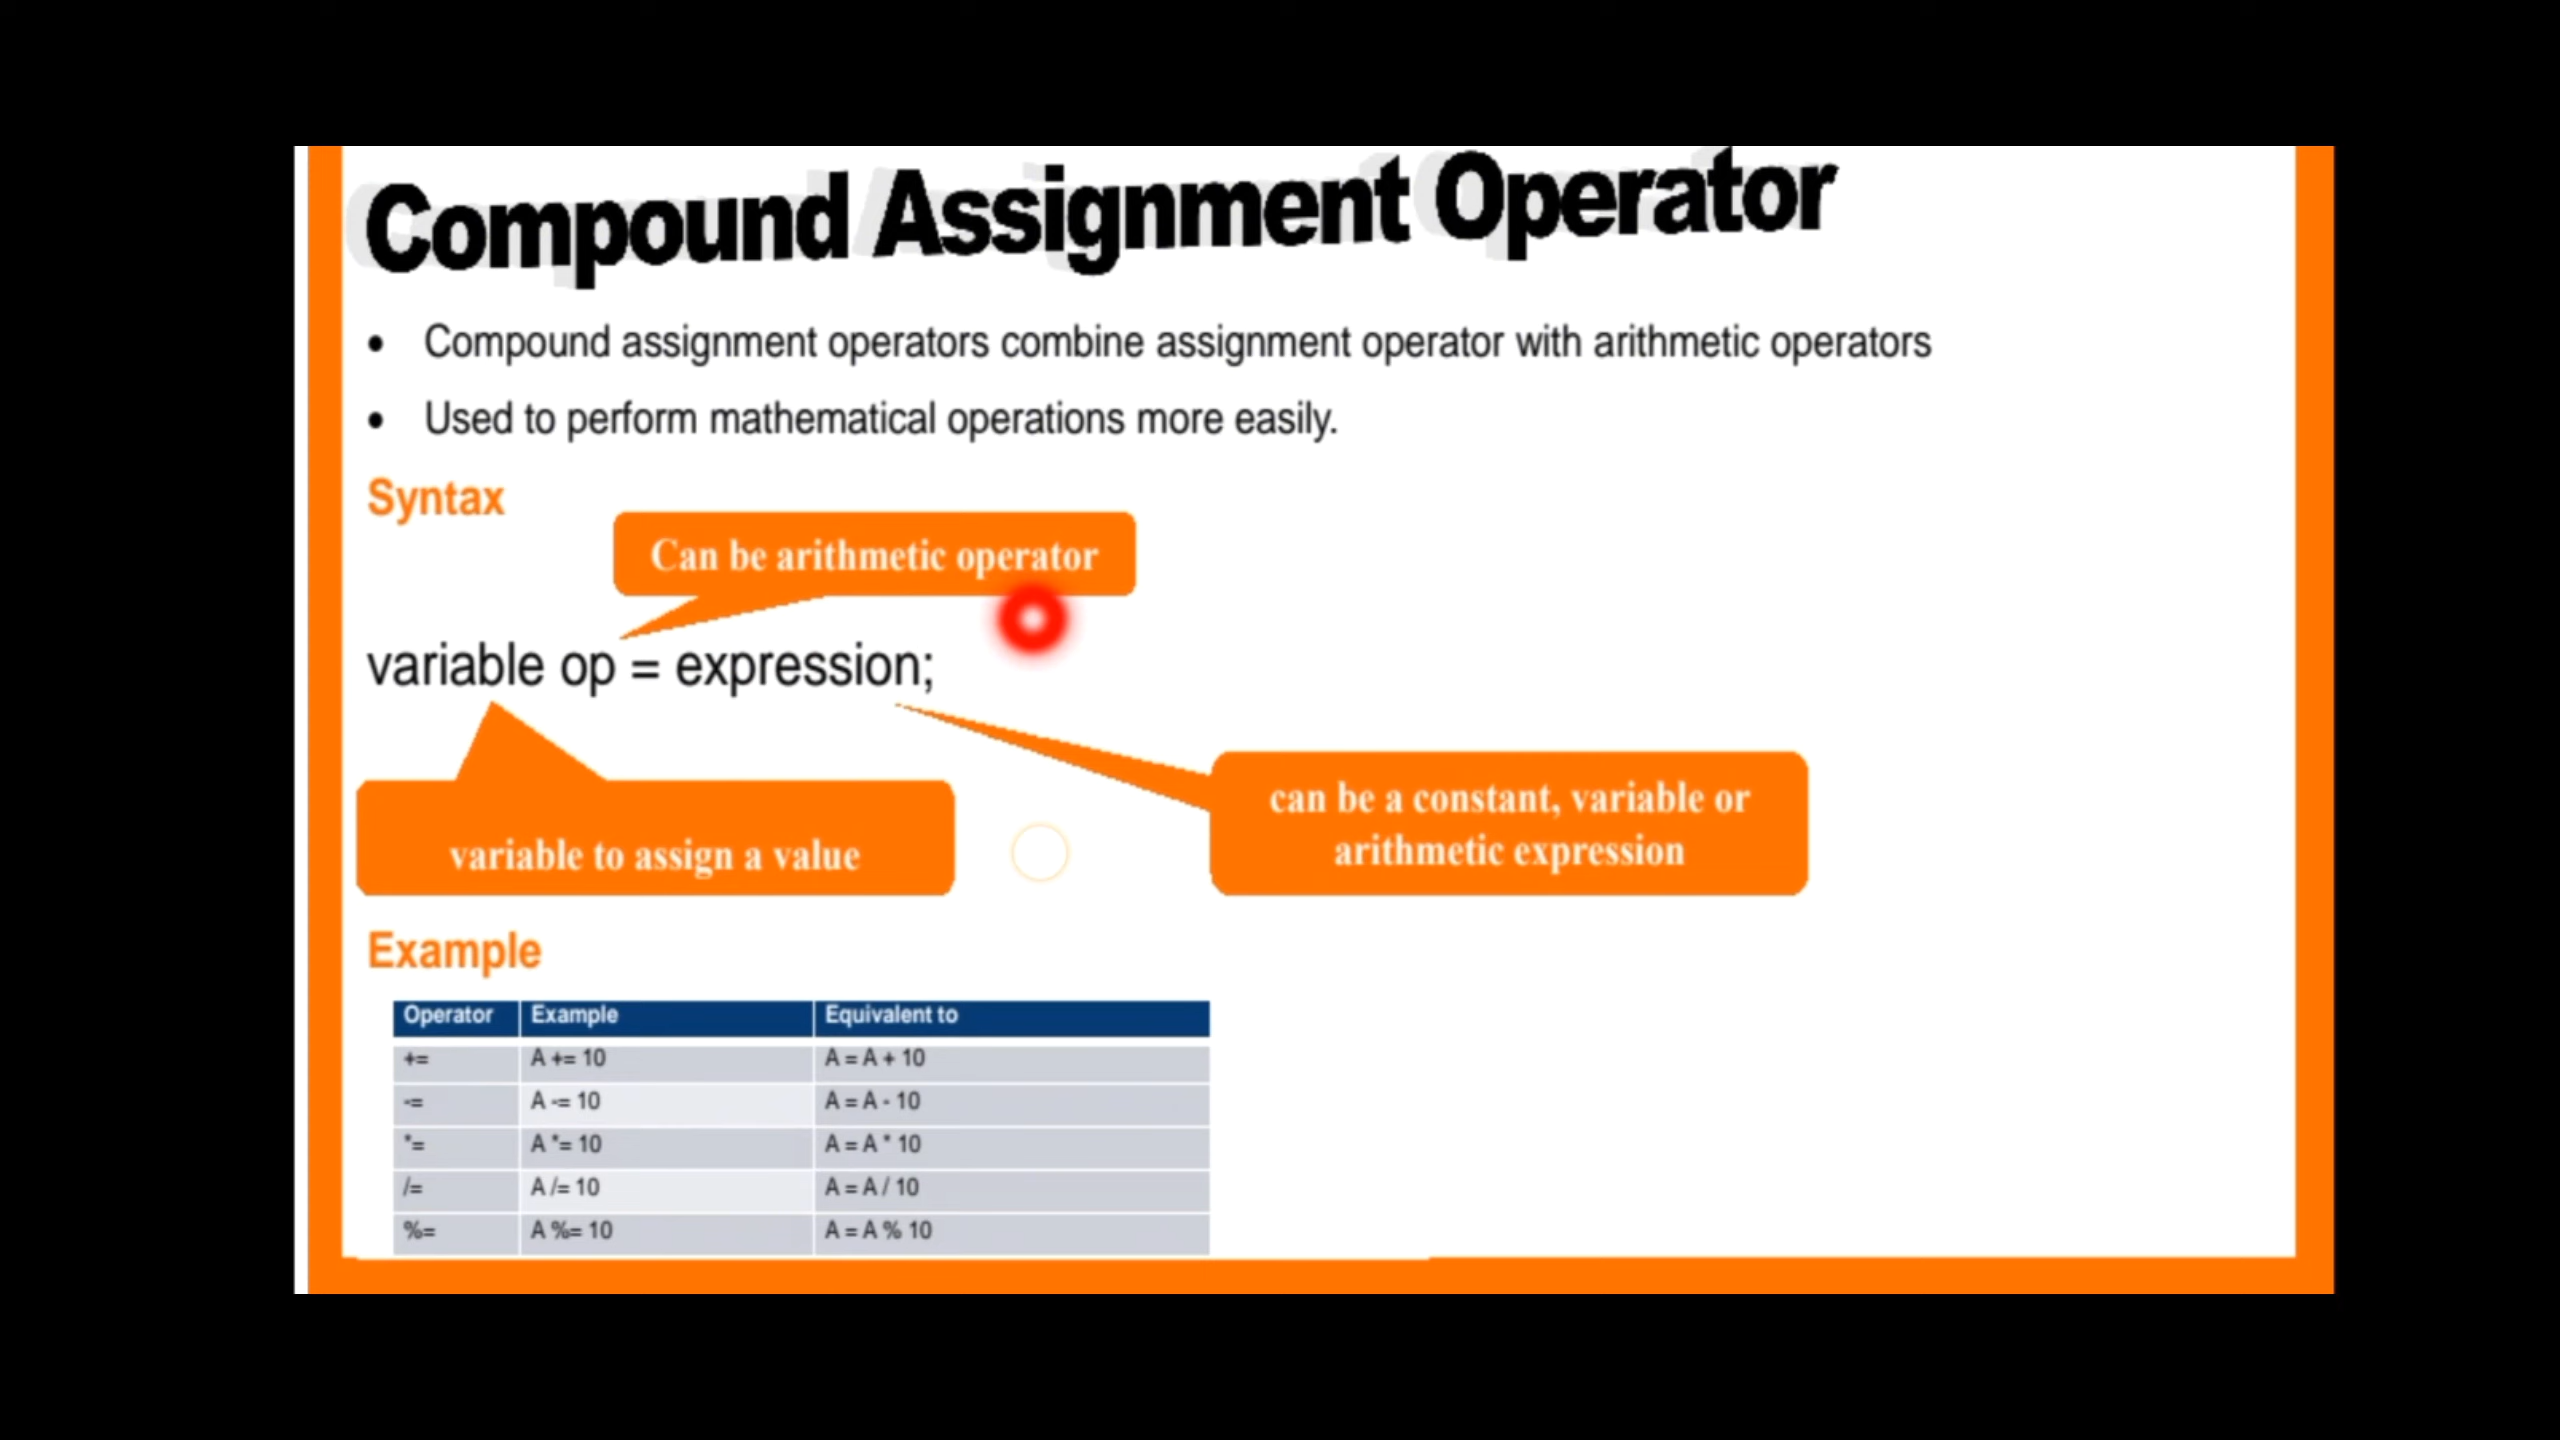 Compound Assignment Operator
• Compound assignment operators combine assignment operator with arithmetic operators
• Used to perform mathematical operations more easily.
Syntax
Can be arithmetic operator
variable op = expression;
variable to assign a value
can be a constant, variable or
arithmetic expression
Example
Operator Example Equivalent to
+= A += 10 A = A + 10
-= A -= 10 A = A - 10
*= A *= 10 A = A * 10
/= A /= 10 A = A / 10
%= A %= 10 A = A % 10